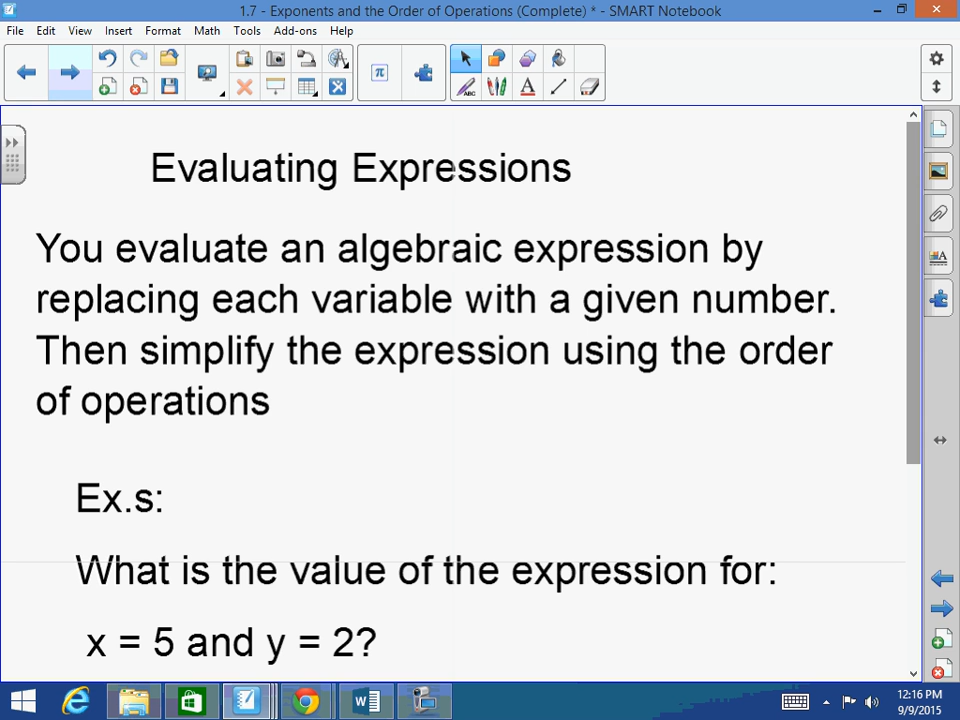 1.7 - Exponents and the Order of Operations (Complete) * - SMART Notebook
File Edit View Insert Format Math Tools Add-ons Help
Evaluating Expressions
You evaluate an algebraic expression by
replacing each variable with a given number.
Then simplify the expression using the order
of operations
Ex.s:
What is the value of the expression for:
x = 5 and y = 2?
12:16 PM
9/9/2015